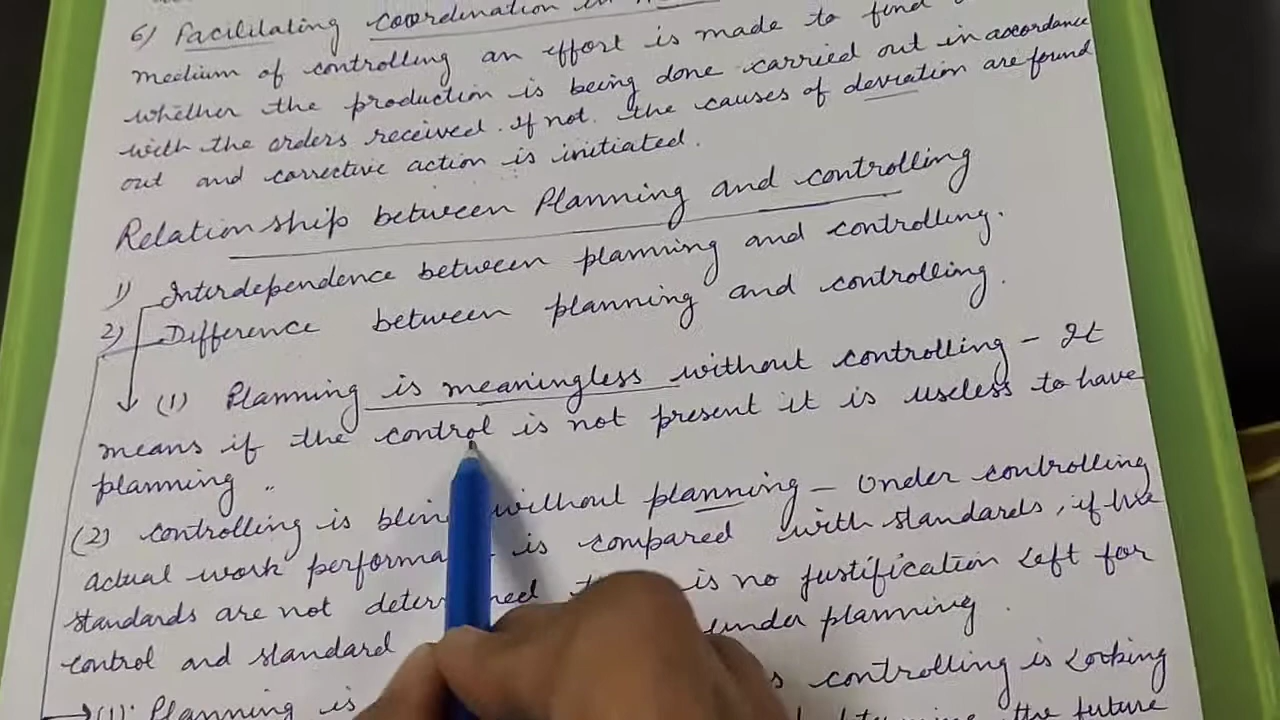 6) Facilitating coordination in
medium of controlling an effort is made to find
whether the production is being done carried out in accordance
with the orders received. If not. the causes of deviation are found
out and corrective action is initiated.
Relationship between Planning and controlling
1) Interdependence between planning and controlling.
2) Difference between planning and controlling.
(1) Planning is meaningless without controlling - It
means if the control is not present it is useless to have
planning ..
(2) controlling is without planning - Under controlling
actual work is compared with standards, if the
standards are not is no justification left for
control and standard under planning.
(1). Planning is controlling is Looking
the future